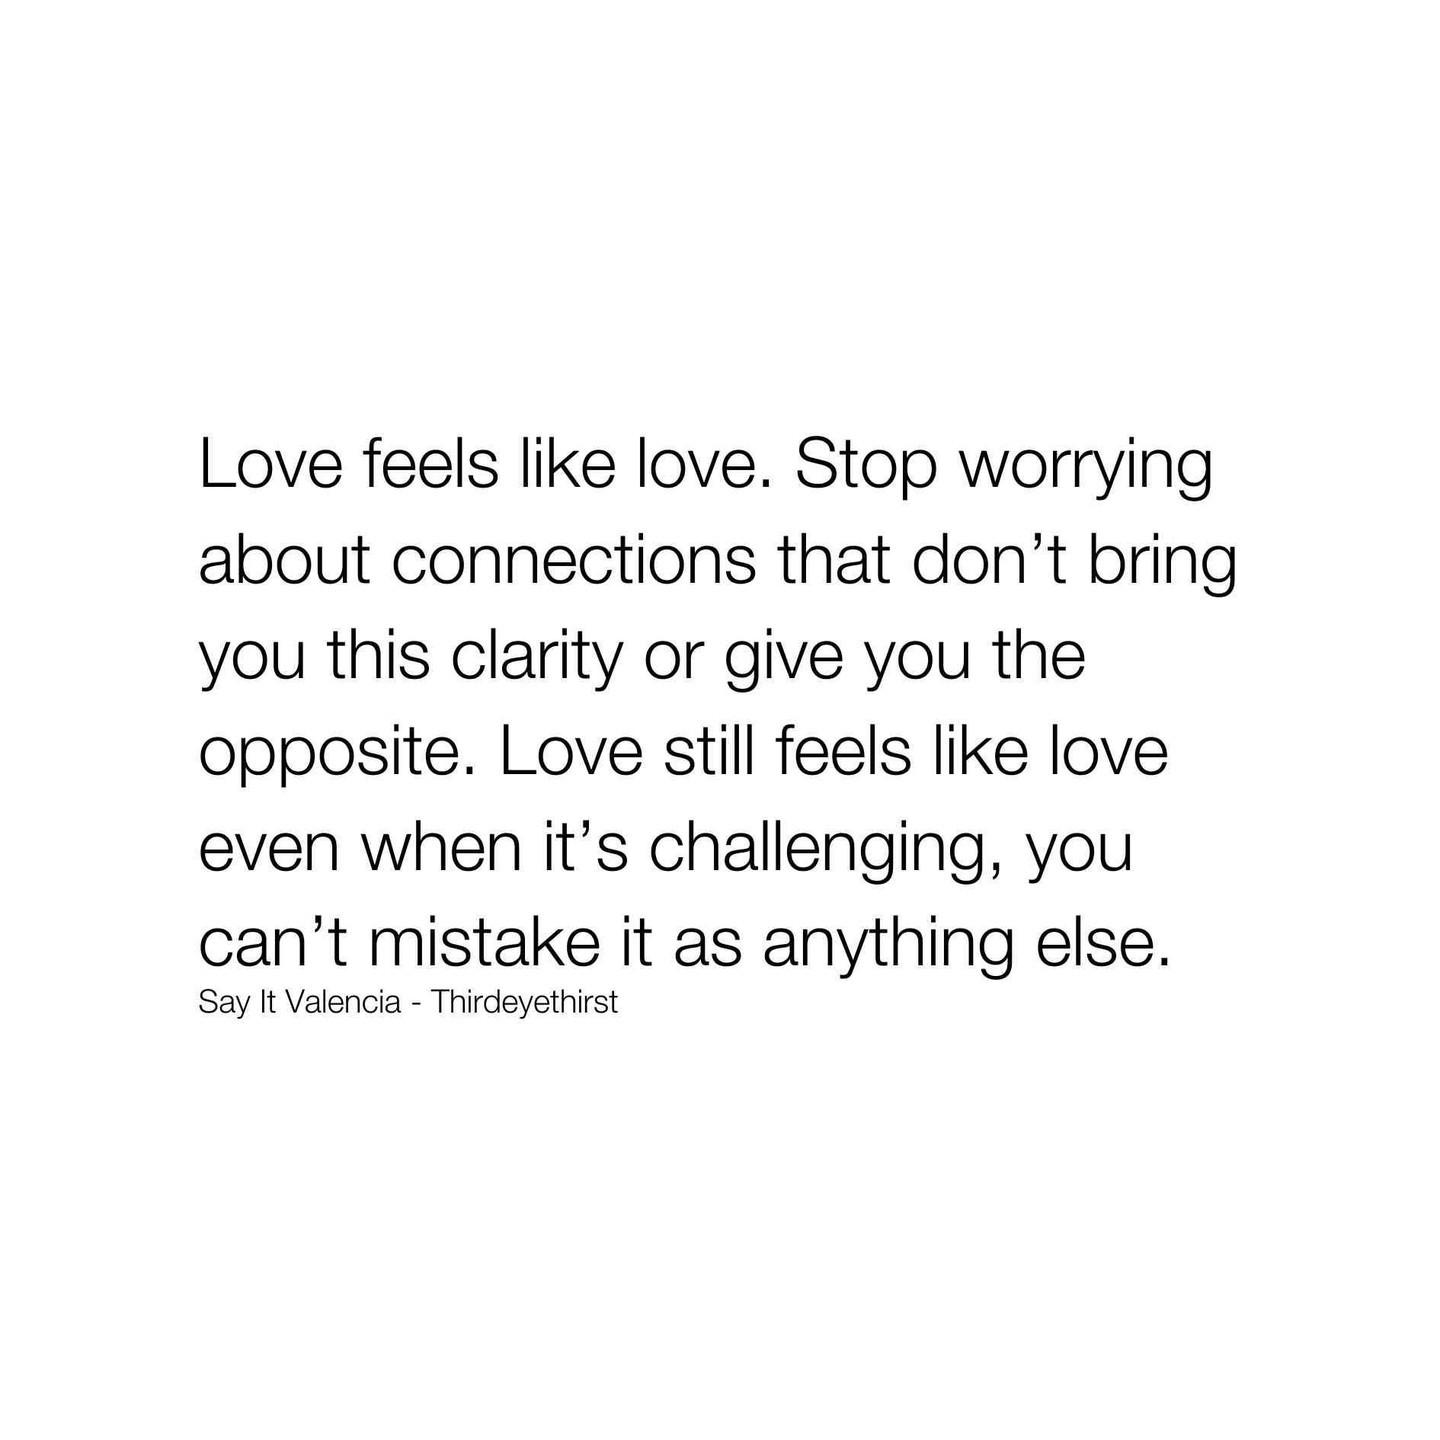 Love feels like love. Stop worrying
about connections that don’t bring
you this clarity or give you the
opposite. Love still feels like love
even when it’s challenging, you
can’t mistake it as anything else.
Say It Valencia - Thirdeyethirst